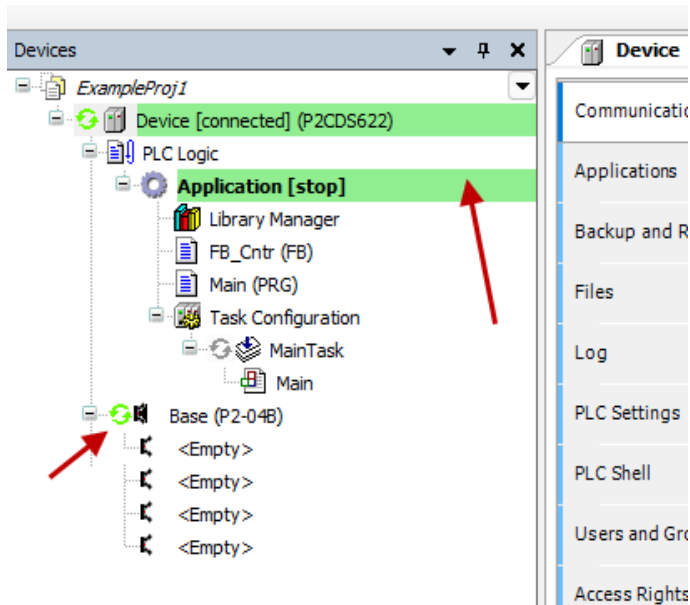 Devices
ExampleProj1
Device [connected] (P2CDS622)
PLC Logic
Application [stop]
Library Manager
FB_Cntr (FB)
Main (PRG)
Task Configuration
MainTask
Main
Base (P2-04B)
<Empty>
<Empty>
<Empty>
<Empty>
Device
Applications
Backup and
Files
Log
PLC Settings
PLC Shell
Users and
Access Rights